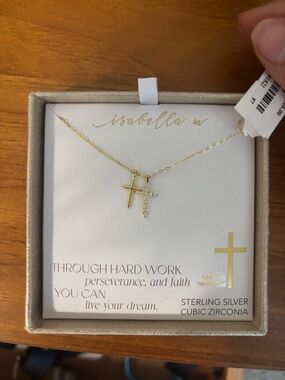 isabella m
THROUGH HARD WORK
perseverance, and faith
YOU CAN
live your dream.
STERLING SILVER
CUBIC ZIRCONIA